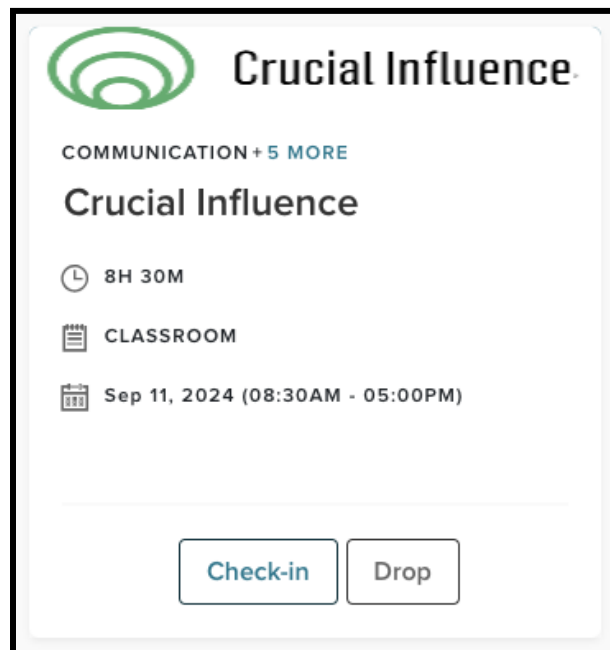 Crucial Influence
COMMUNICATION + 5 MORE
Crucial Influence
8H 30M
CLASSROOM
Sep 11, 2024 (08:30AM - 05:00PM)
Check-in Drop